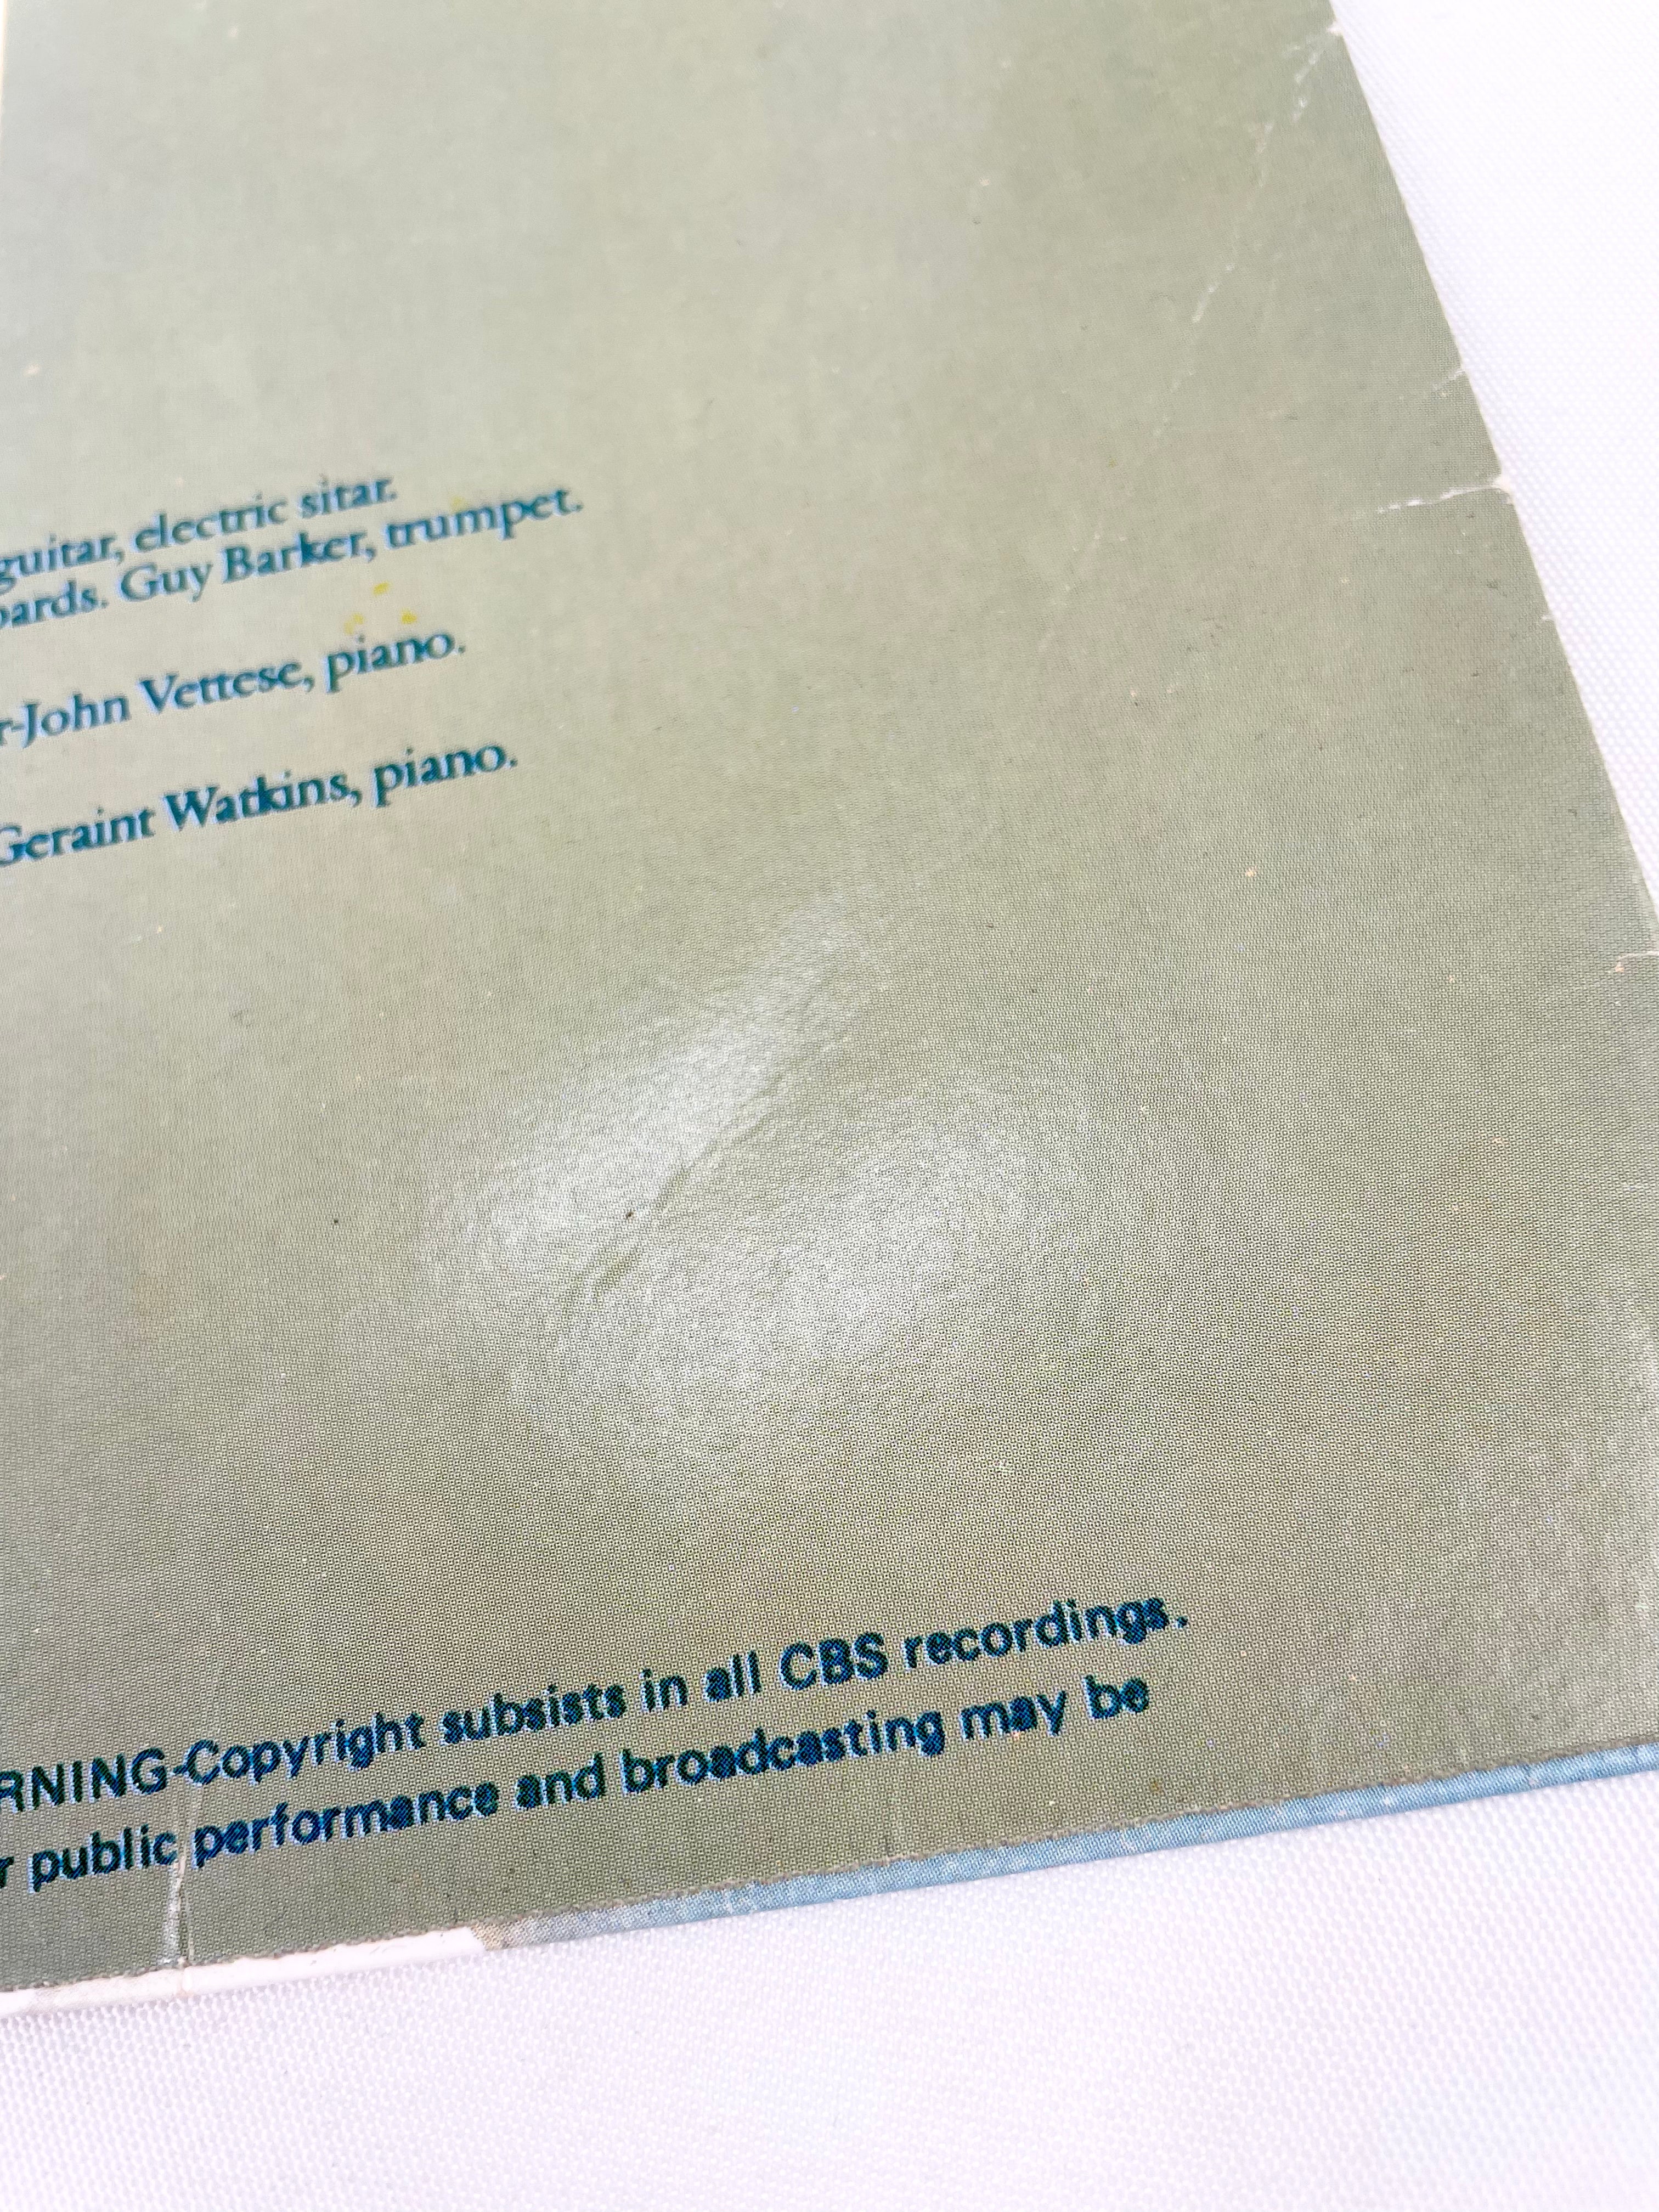 guitar, electric sitar.
oards. Guy Barker, trumpet.
r-John Vettese, piano.
Geraint Watkins, piano.
RNING-Copyright subsists in all CBS recordings.
r public performance and broadcasting may be